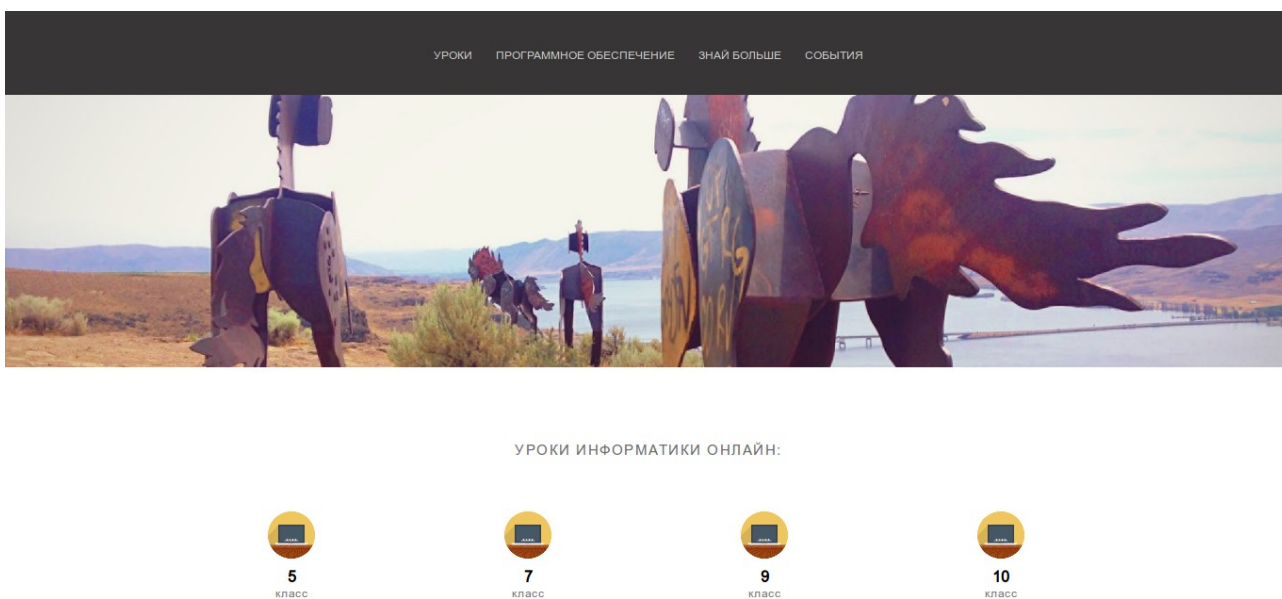 УРОКИ ПРОГРАММНОЕ ОБЕСПЕЧЕНИЕ ЗНАЙ БОЛЬШЕ СОБЫТИЯ
УРОКИ ИНФОРМАТИКИ ОНЛАЙН:
5 7 9 10
класс класс класс класс